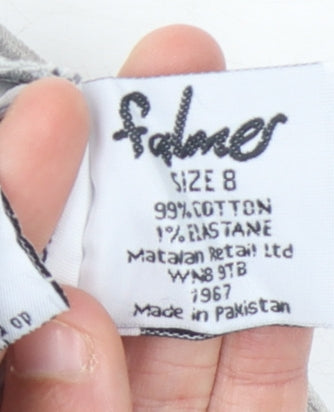 falmer
SIZE 8
99% COTTON
1% ELASTANE
Matalan Retail Ltd
WN8 9TB
1967
Made in Pakistan